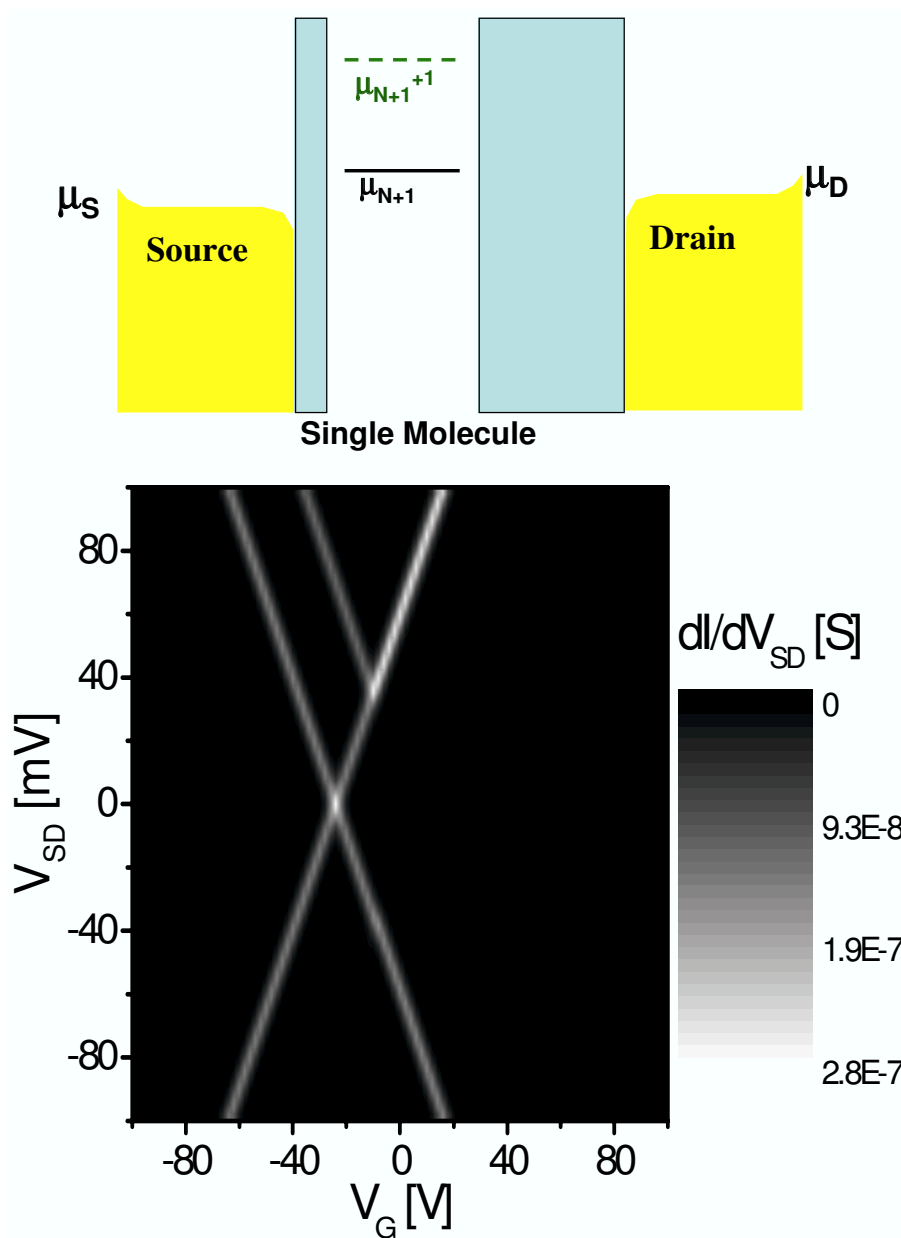 μN+1+1
μN+1
μS
μD
Source
Drain
Single Molecule
80
40
0
-40
-80
VSD [mV]
-80
-40
0
40
80
VG [V]
dI/dVSD [S]
0
9.3E-8
1.9E-7
2.8E-7